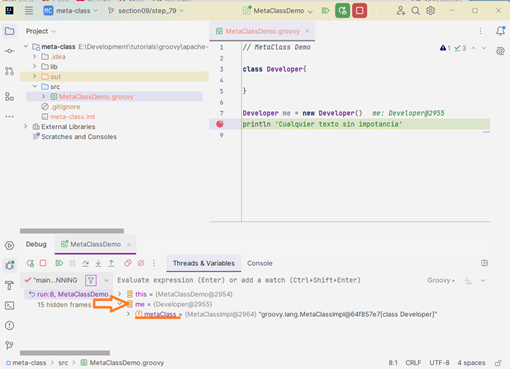 MC meta-class
section09/step_79
MetaClassDemo
Project
meta-class E:\Development\tutorials\groovy\apache-
.idea
lib
out
src
MetaClassDemo.groovy
.gitignore
meta-class.iml
External Libraries
Scratches and Consoles
MetaClassDemo.groovy
1 // MetaClass Demo
1 3
2
3 class Developer{
4
5 }
6
7 Developer me = new Developer() me: Developer@2955
println 'Cualquier texto sin impotancia'
9
Debug MetaClassDemo
Threads & Variables Console
"main...NNING
Evaluate expression (Enter) or add a watch (Ctrl+Shift+Enter)
Groovy
run:8, MetaClassDemo
15 hidden frames
this = {MetaClassDemo@2954}
me = {Developer@2955}
metaClass = {MetaClassImpl@2964} "groovy.lang.MetaClassImpl@64f857e7[class Developer]"
meta-class > src > MetaClassDemo.groovy
8:1 CRLF UTF-8 4 spaces